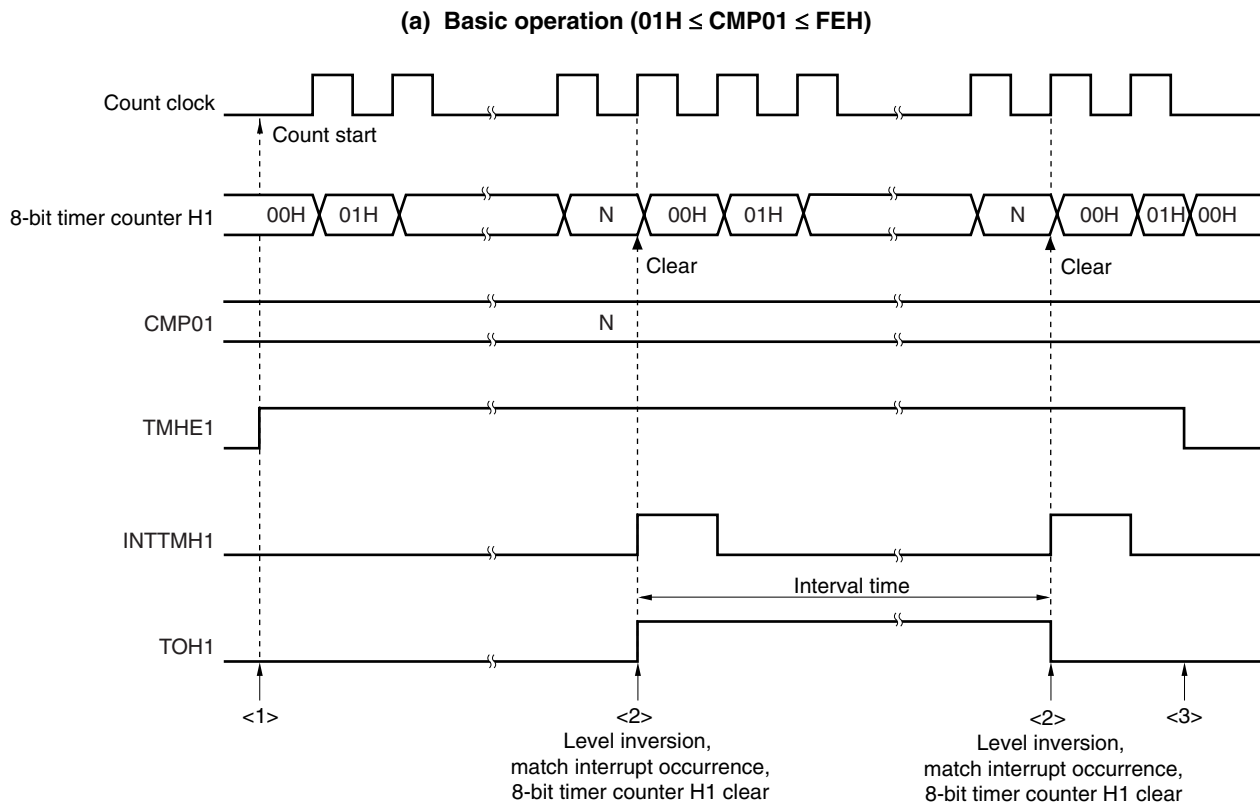 (a) Basic operation (01H ≤ CMP01 ≤ FEH)
Count clock
Count start
8-bit timer counter H1
00H 01H N 00H 01H N 00H 01H 00H
Clear Clear
CMP01
N
TMHE1
INTTMH1
Interval time
TOH1
<1> <2> <2> <3>
Level inversion, Level inversion,
match interrupt occurrence, match interrupt occurrence,
8-bit timer counter H1 clear 8-bit timer counter H1 clear